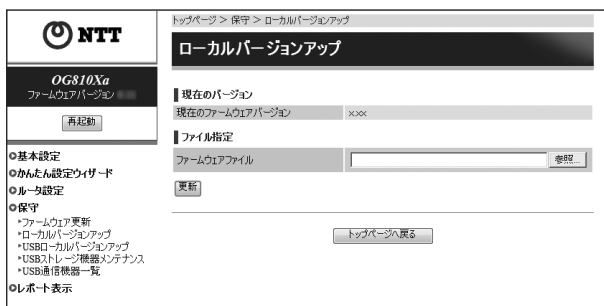 NTT
OG810Xa
ファームウェアバージョン
再起動
基本設定
かんたん設定ウィザード
ルータ設定
保守
ファームウェア更新
ローカルバージョンアップ
USBローカルバージョンアップ
USBストレージ機器メンテナンス
USB通信機器一覧
レポート表示
トップページ > 保守 > ローカルバージョンアップ
ローカルバージョンアップ
現在のバージョン
現在のファームウェアバージョン x.xx
ファイル指定
ファームウェアファイル 参照...
更新
トップページへ戻る